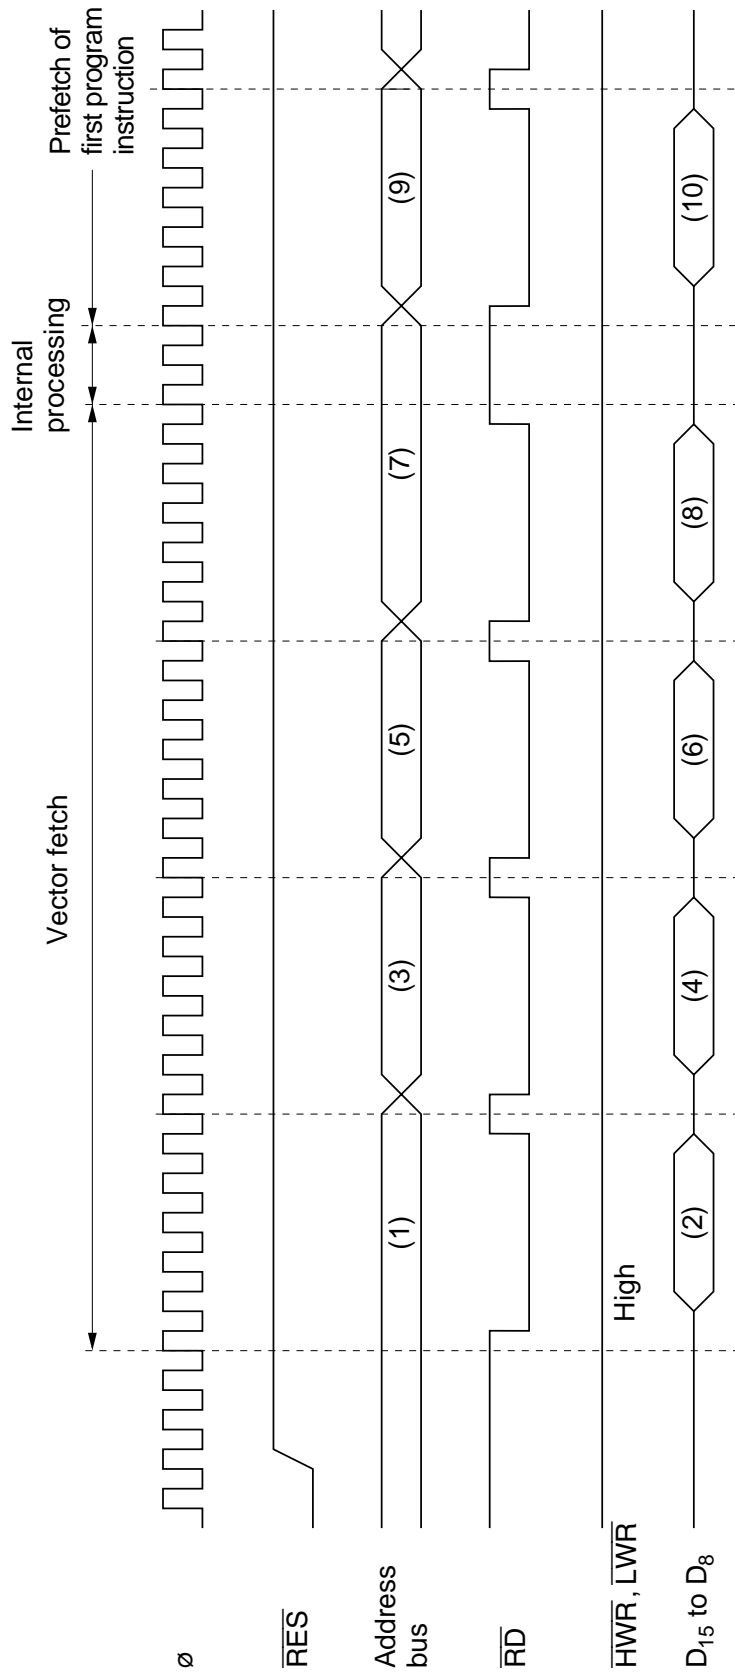 Vector fetch
Internal
processing
Prefetch of
first program
instruction
ø
RES
Address
bus
(1)
(3)
(5)
(7)
(9)
RD
HWR, LWR
High
D15 to D8
(2)
(4)
(6)
(8)
(10)